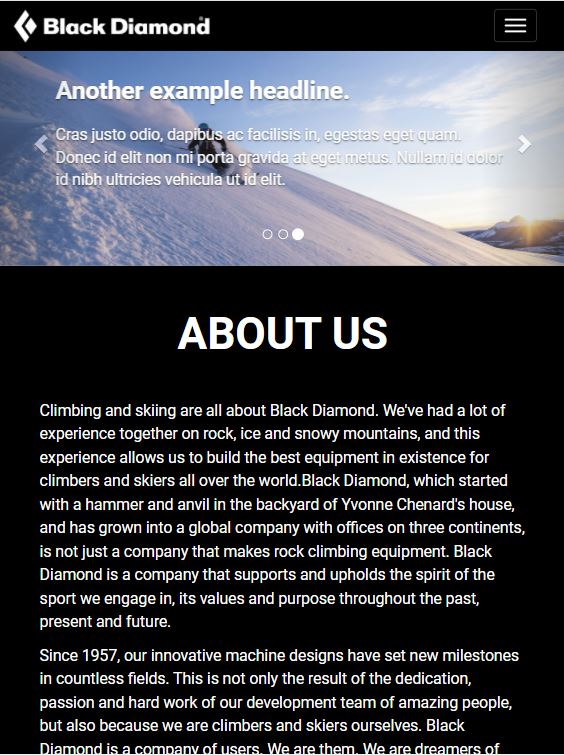 Black Diamond
Another example headline.
Cras justo odio, dapibus ac facilisis in, egestas eget quam.
Donec id elit non mi porta gravida at eget metus. Nullam id dolor
id nibh ultricies vehicula ut id elit.
ABOUT US
Climbing and skiing are all about Black Diamond. We've had a lot of
experience together on rock, ice and snowy mountains, and this
experience allows us to build the best equipment in existence for
climbers and skiers all over the world.Black Diamond, which started
with a hammer and anvil in the backyard of Yvonne Chenard's house,
and has grown into a global company with offices on three continents,
is not just a company that makes rock climbing equipment. Black
Diamond is a company that supports and upholds the spirit of the
sport we engage in, its values and purpose throughout the past,
present and future.
Since 1957, our innovative machine designs have set new milestones
in countless fields. This is not only the result of the dedication,
passion and hard work of our development team of amazing people,
but also because we are climbers and skiers ourselves. Black
Diamond is a company of users. We are them. We are dreamers of